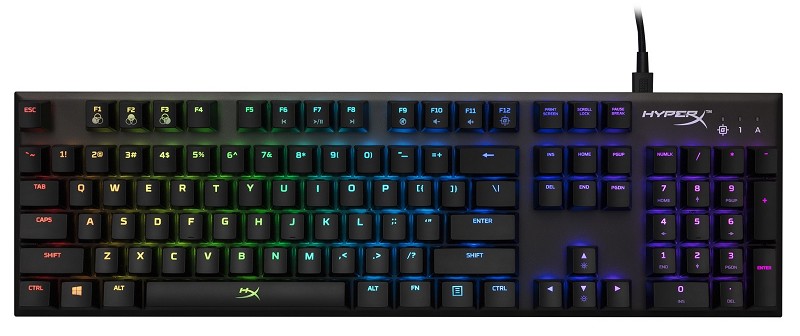 ESC F1 F2 F3 F4 F5 F6 F7 F8 F9 F10 F11 F12 PRINT SCREEN SCROLL LOCK PAUSE BREAK HYPERX™
1 A
`~ 1! 2@ 3# 4$ 5% 6^ 7& 8* 9( 0) -_ =+ ← INS HOME PGUP NUMLK / * -
TAB Q W E R T Y U I O P [{ ]} \| DEL END PGDN 7 HOME 8 9 PGUP +
CAPS A S D F G H J K L ;: '" ENTER 4 5 6
SHIFT Z X C V B N M ,< .> /? SHIFT 1 END 2 3 PGDN ENTER
CTRL ALT ALT FN CTRL 0 INS . DEL